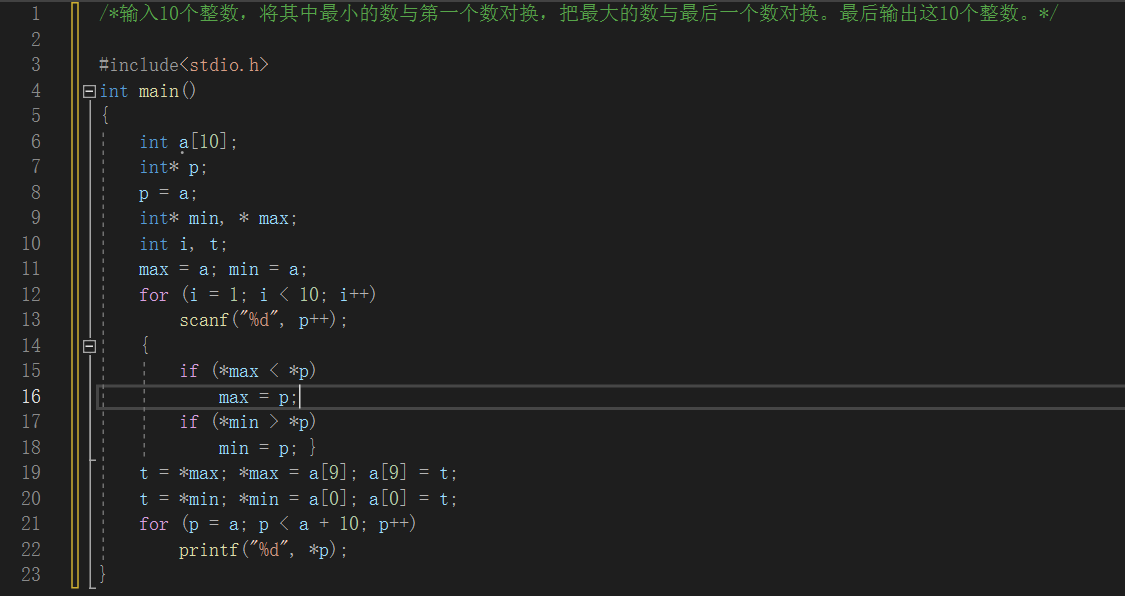 1 /*输入10个整数，将其中最小的数与第一个数对换，把最大的数与最后一个数对换。最后输出这10个整数。*/
2
3 #include<stdio.h>
4 int main()
5 {
6 int a[10];
7 int* p;
8 p = a;
9 int* min, * max;
10 int i, t;
11 max = a; min = a;
12 for (i = 1; i < 10; i++)
13 scanf("%d", p++);
14 {
15 if (*max < *p)
16 max = p;
17 if (*min > *p)
18 min = p; }
19 t = *max; *max = a[9]; a[9] = t;
20 t = *min; *min = a[0]; a[0] = t;
21 for (p = a; p < a + 10; p++)
22 printf("%d", *p);
23 }